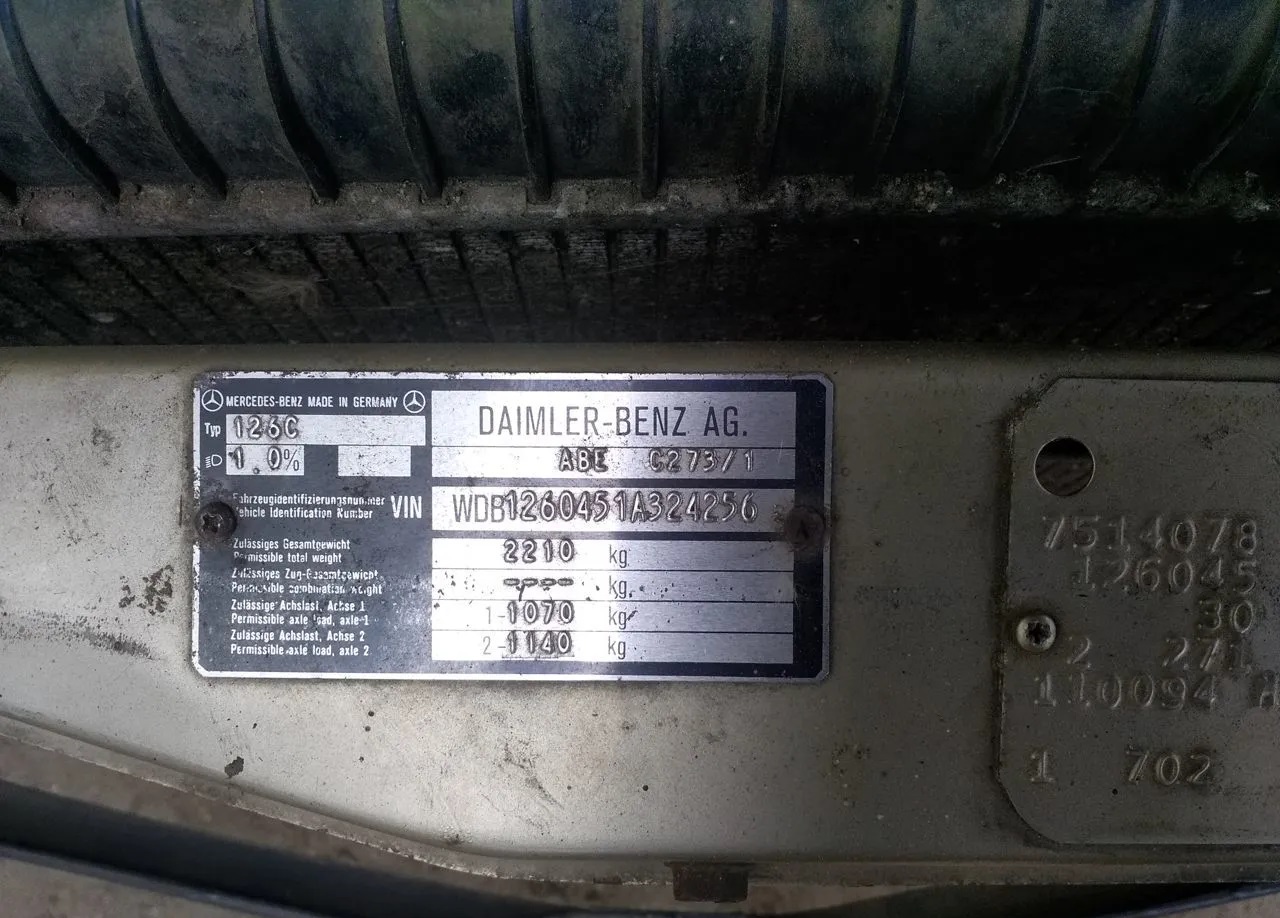 MERCEDES-BENZ MADE IN GERMANY
Typ 126C
1.0%
DAIMLER-BENZ AG.
ABE C273/1
Fahrzeugidentifizierungsnummer
Vehicle Identification Number
VIN WDB1260451A324256
Zulässiges Gesamtgewicht
Permissible total weight
2210 kg
Zulässiges Zug-Gesamtgewicht
Permissible combination weight
---- kg
Zulässige Achslast, Achse 1
Permissible axle load, axle 1
1-1070 kg
Zulässige Achslast, Achse 2
Permissible axle load, axle 2
2-1140 kg
7514078
126045
30
2 271
110094 H
1 702